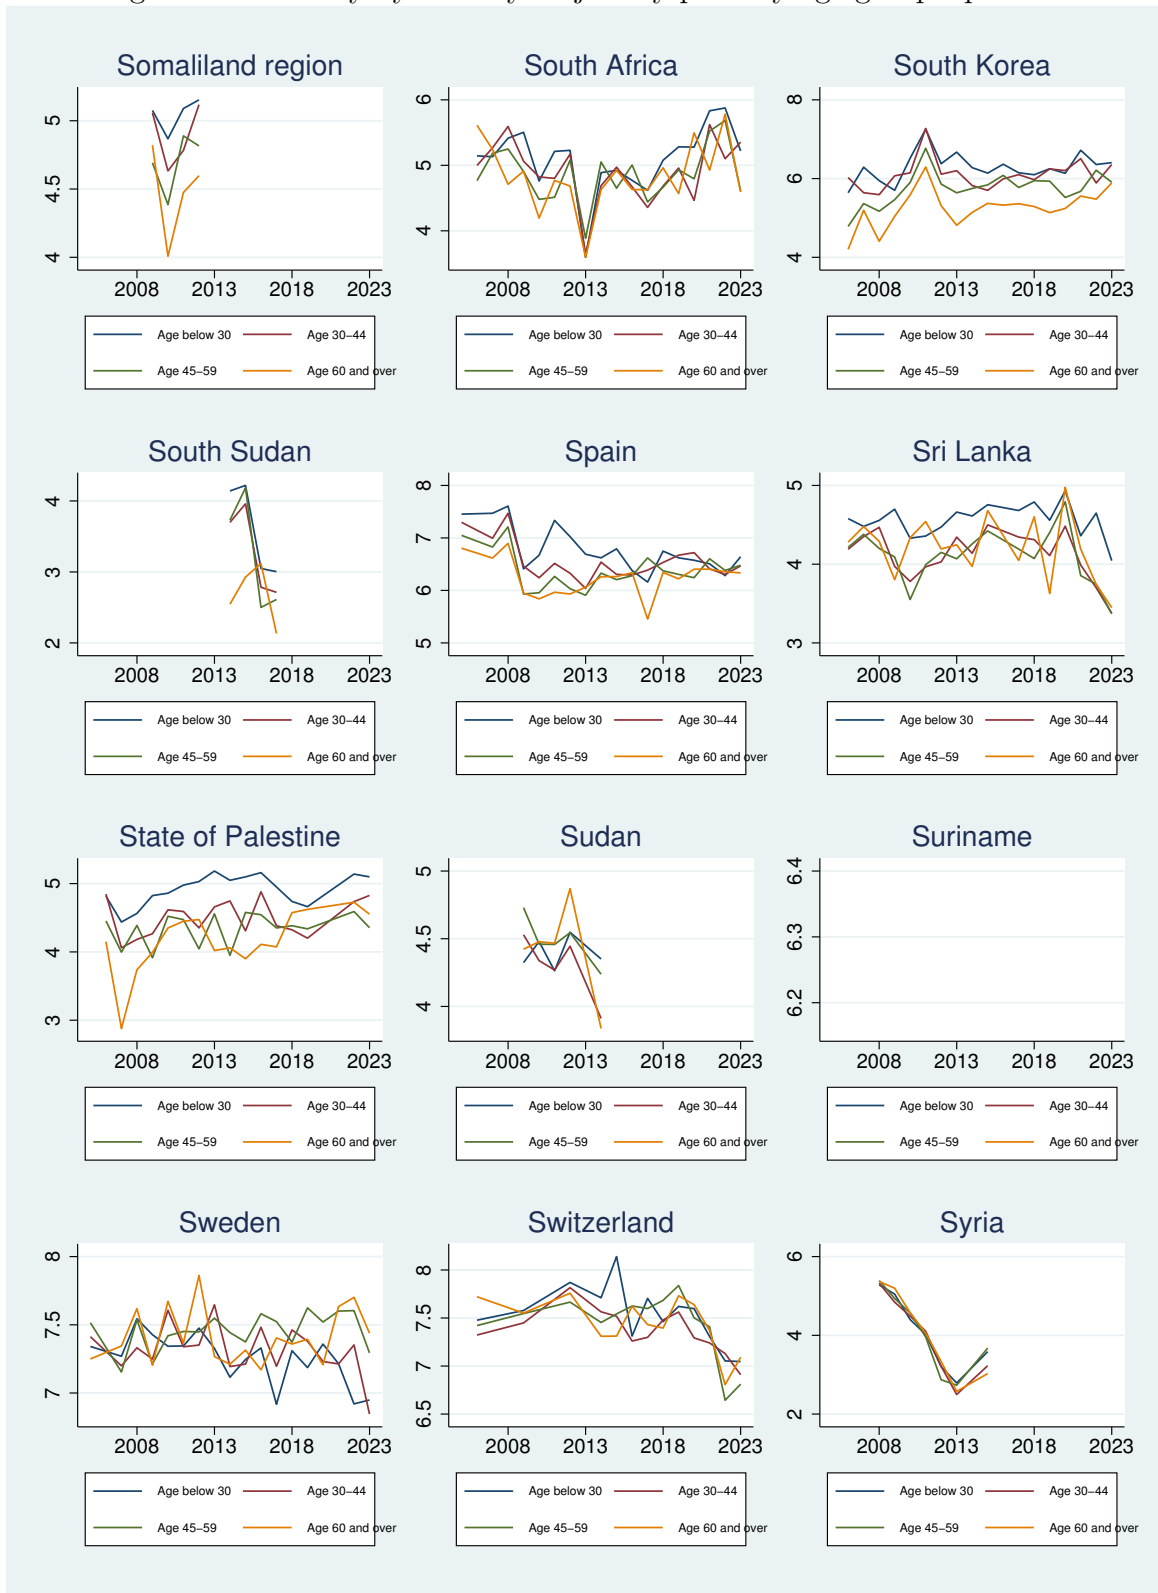 Somaliland region South Africa South Korea
5 4.5 4 6 5 4 8 6 4
2008 2013 2018 2023 2008 2013 2018 2023 2008 2013 2018 2023
Age below 30 Age 30–44 Age below 30 Age 30–44 Age below 30 Age 30–44
Age 45–59 Age 60 and over Age 45–59 Age 60 and over Age 45–59 Age 60 and over
South Sudan Spain Sri Lanka
4 3 2 8 7 6 5 5 4 3
2008 2013 2018 2023 2008 2013 2018 2023 2008 2013 2018 2023
Age below 30 Age 30–44 Age below 30 Age 30–44 Age below 30 Age 30–44
Age 45–59 Age 60 and over Age 45–59 Age 60 and over Age 45–59 Age 60 and over
State of Palestine Sudan Suriname
5 4 3 5 4.5 4 6.4 6.3 6.2
2008 2013 2018 2023 2008 2013 2018 2023 2008 2013 2018 2023
Age below 30 Age 30–44 Age below 30 Age 30–44 Age below 30 Age 30–44
Age 45–59 Age 60 and over Age 45–59 Age 60 and over Age 45–59 Age 60 and over
Sweden Switzerland Syria
8 7.5 7 8 7.5 7 6.5 6 4 2
2008 2013 2018 2023 2008 2013 2018 2023 2008 2013 2018 2023
Age below 30 Age 30–44 Age below 30 Age 30–44 Age below 30 Age 30–44
Age 45–59 Age 60 and over Age 45–59 Age 60 and over Age 45–59 Age 60 and over